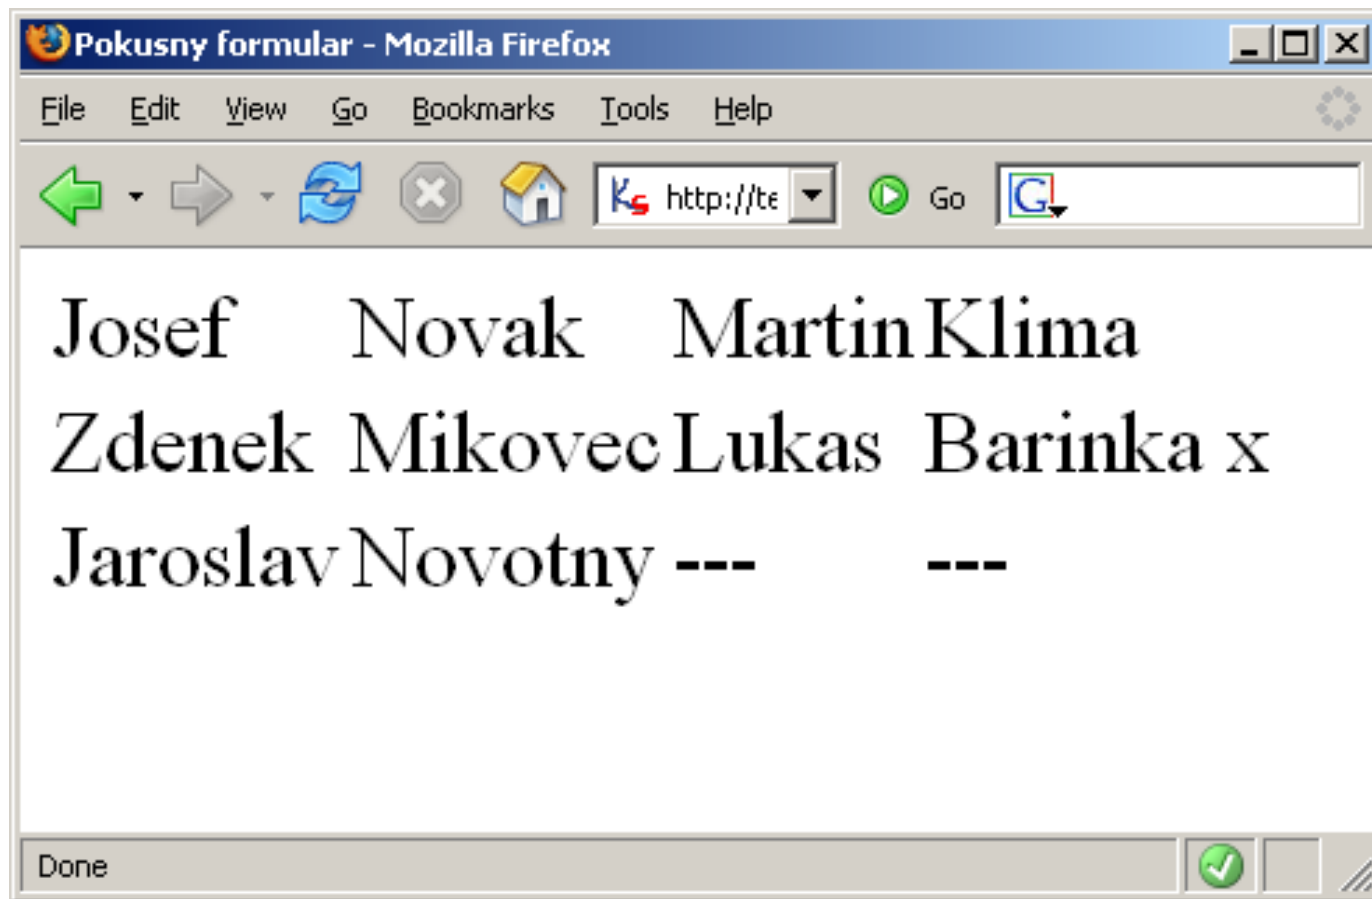 Pokusny formular - Mozilla Firefox
File Edit View Go Bookmarks Tools Help
http://te Go G
Josef Novak Martin Klima
Zdenek Mikovec Lukas Barinka x
Jaroslav Novotny --- ---
Done